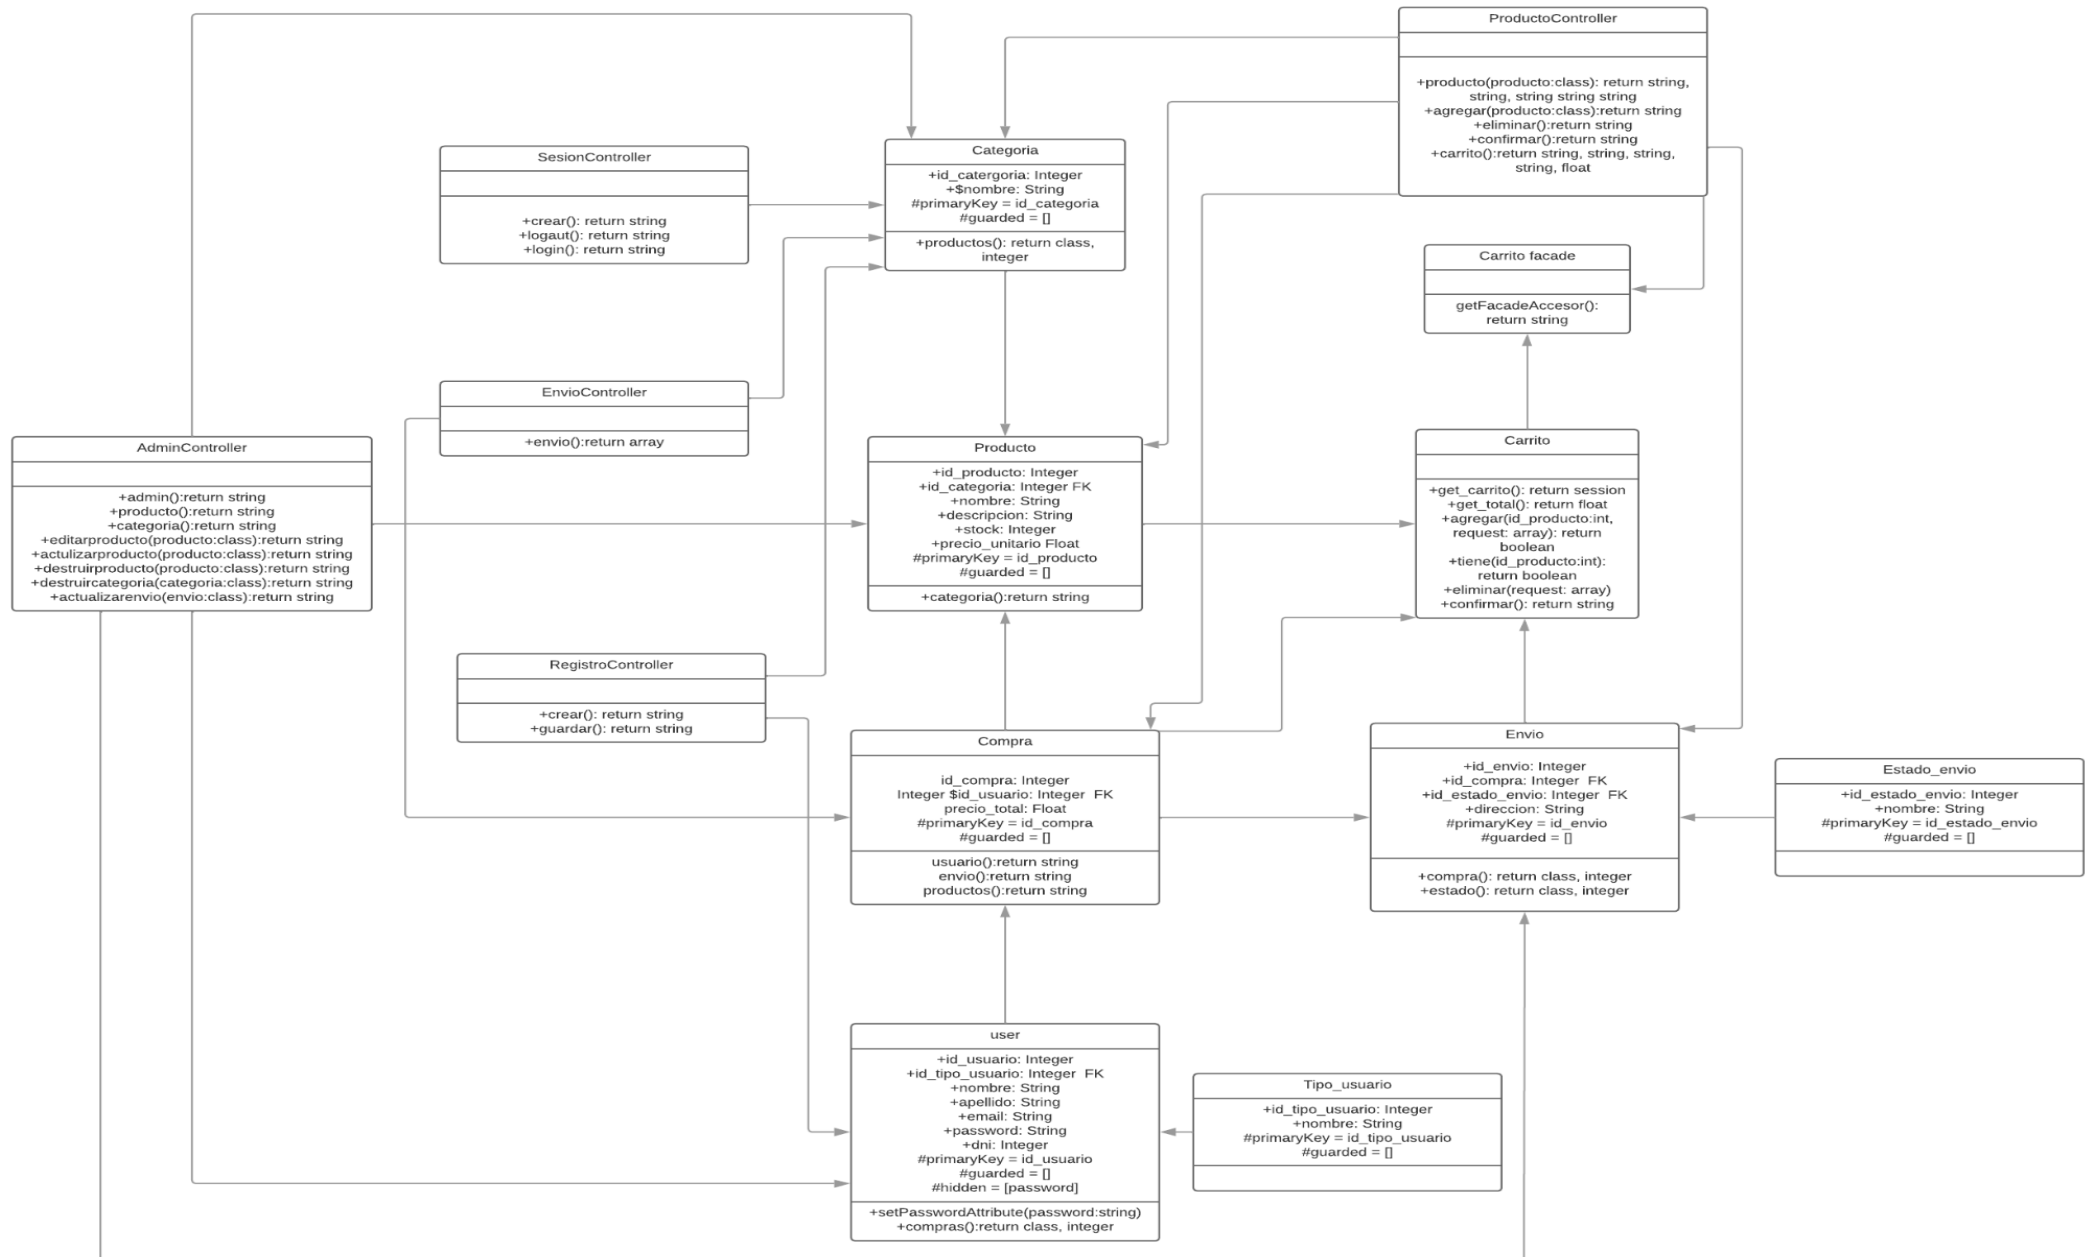 ProductoController
+producto(producto:class): return string,
string, string string string
+agregar(producto:class):return string
+eliminar():return string
+confirmar():return string
+carrito():return string, string, string,
string, float
SesionController
+crear(): return string
+logaut(): return string
+login(): return string
Categoria
+id_catergoria: Integer
+$nombre: String
#primaryKey = id_categoria
#guarded = []
+productos(): return class,
integer
Carrito facade
getFacadeAccesor():
return string
EnvioController
+envio():return array
AdminController
+admin():return string
+producto():return string
+categoria():return string
+editarproducto(producto:class):return string
+actulizarproducto(producto:class):return string
+destruirproducto(producto:class):return string
+destruircategoria(categoria:class):return string
+actualizarenvio(envio:class):return string
Producto
+id_producto: Integer
+id_categoria: Integer FK
+nombre: String
+descripcion: String
+stock: Integer
+precio_unitario Float
#primaryKey = id_producto
#guarded = []
+categoria():return string
Carrito
+get_carrito(): return session
+get_total(): return float
+agregar(id_producto:int,
request: array): return
boolean
+tiene(id_producto:int):
return boolean
+eliminar(request: array)
+confirmar(): return string
RegistroController
+crear(): return string
+guardar(): return string
Compra
id_compra: Integer
Integer $id_usuario: Integer  FK
precio_total: Float
#primaryKey = id_compra
#guarded = []
usuario():return string
envio():return string
productos():return string
Envio
+id_envio: Integer
+id_compra: Integer  FK
+id_estado_envio: Integer  FK
+direccion: String
#primaryKey = id_envio
#guarded = []
+compra(): return class, integer
+estado(): return class, integer
Estado_envio
+id_estado_envio: Integer
+nombre: String
#primaryKey = id_estado_envio
#guarded = []
user
+id_usuario: Integer
+id_tipo_usuario: Integer  FK
+nombre: String
+apellido: String
+email: String
+password: String
+dni: Integer
#primaryKey = id_usuario
#guarded = []
#hidden = [password]
+setPasswordAttribute(password:string)
+compras():return class, integer
Tipo_usuario
+id_tipo_usuario: Integer
+nombre: String
#primaryKey = id_tipo_usuario
#guarded = []